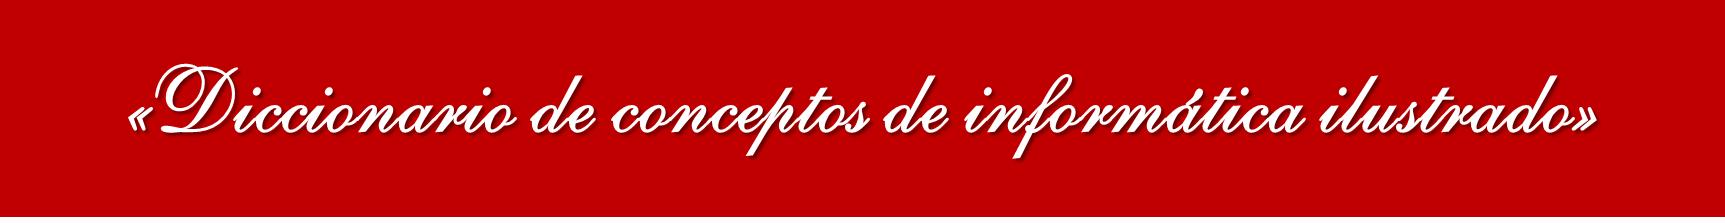 «Diccionario de conceptos de informática ilustrado»